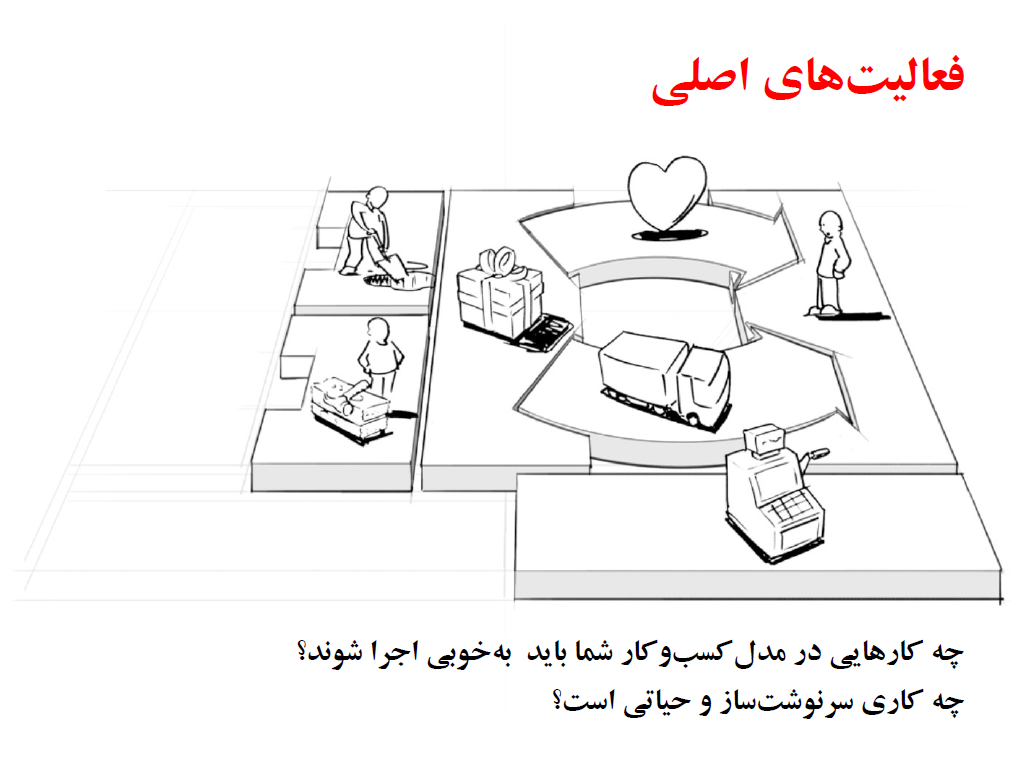 فعالیت‌های اصلی
چه کارهایی در مدل‌کسب‌وکار شما باید به‌خوبی اجرا شوند؟
چه کاری سرنوشت‌ساز و حیاتی است؟